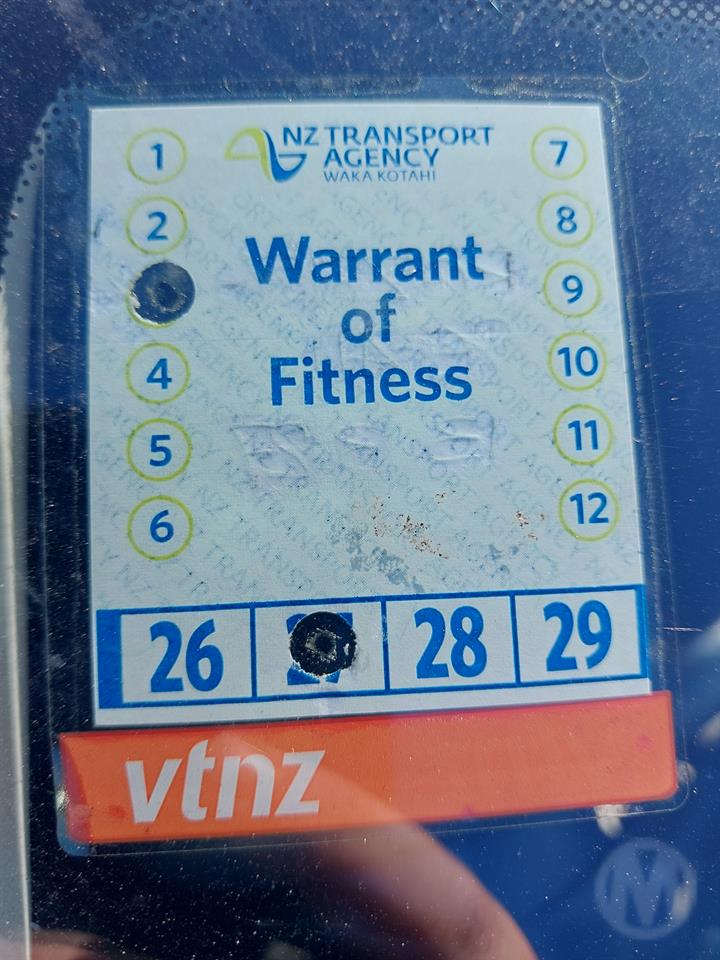 NZ TRANSPORT
AGENCY
WAKA KOTAHI
Warrant
of
Fitness
1
2
4
5
6
7
8
9
10
11
12
26
28
29
vtnz
M